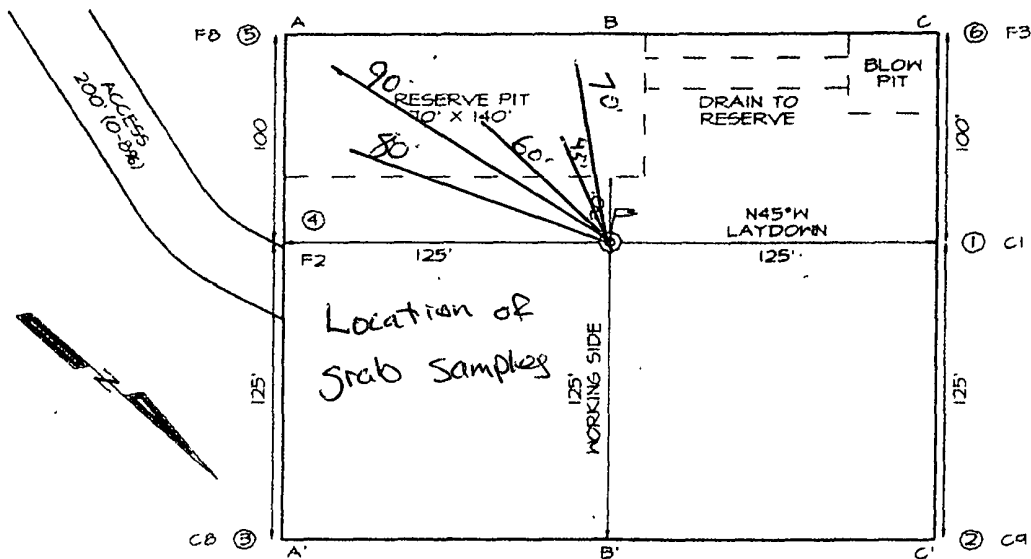 A B C
F8 ⑤ ⑥ F3
ACCESS
200' (0-8%)
100
90'
RESERVE PIT
70' X 140'
80'
60'
45'
70'
DRAIN TO
RESERVE
BLOW
PIT
100'
④
F2
125'
N45°W
LAYDOWN
125'
① C1
Location of
grab samples
N
125'
125'
WORKING SIDE
125'
C8 ③ ② C9
A' B' C'